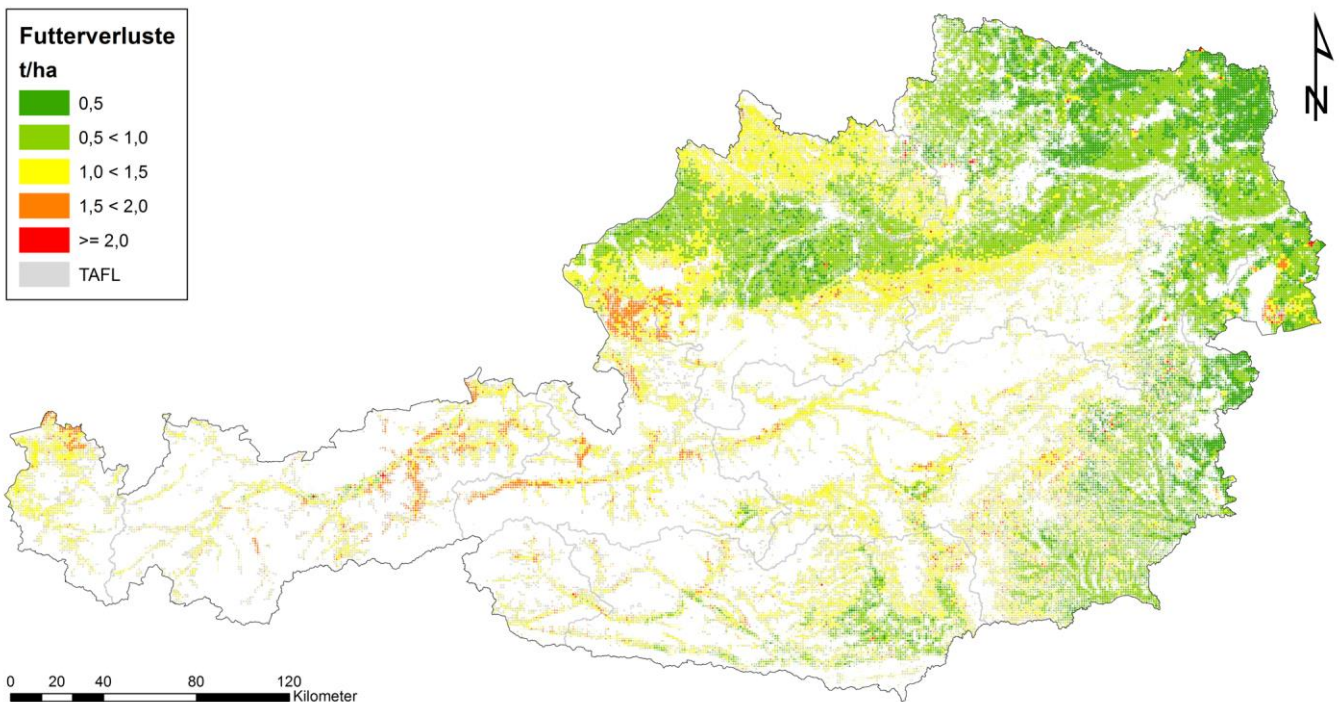 Futterverluste
t/ha
0,5
0,5 < 1,0
1,0 < 1,5
1,5 < 2,0
>= 2,0
TAFL
N
0 20 40 80 120
Kilometer